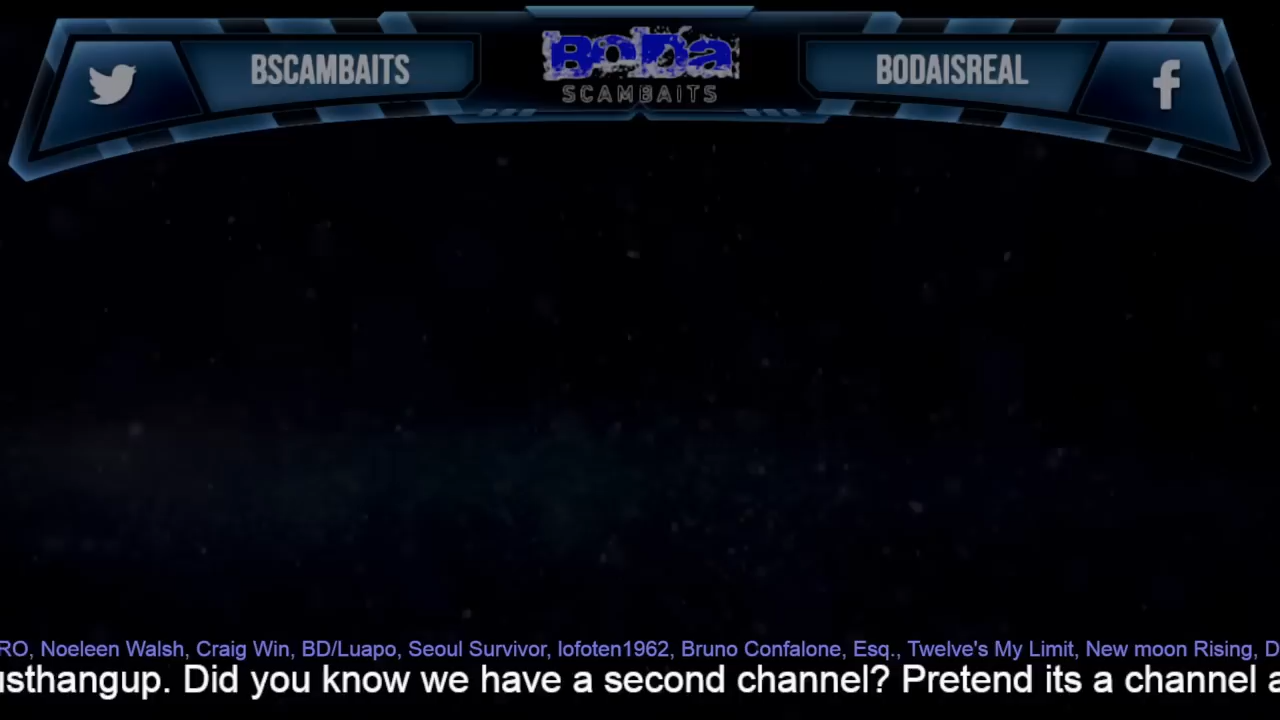 BSCAMBAITS
BODa
SCAMBAITS
BODAISREAL
RO, Noeleen Walsh, Craig Win, BD/Luapo, Seoul Survivor, lofoten1962, Bruno Confalone, Esq., Twelve's My Limit, New moon Rising, D
usthangup. Did you know we have a second channel? Pretend its a channel a